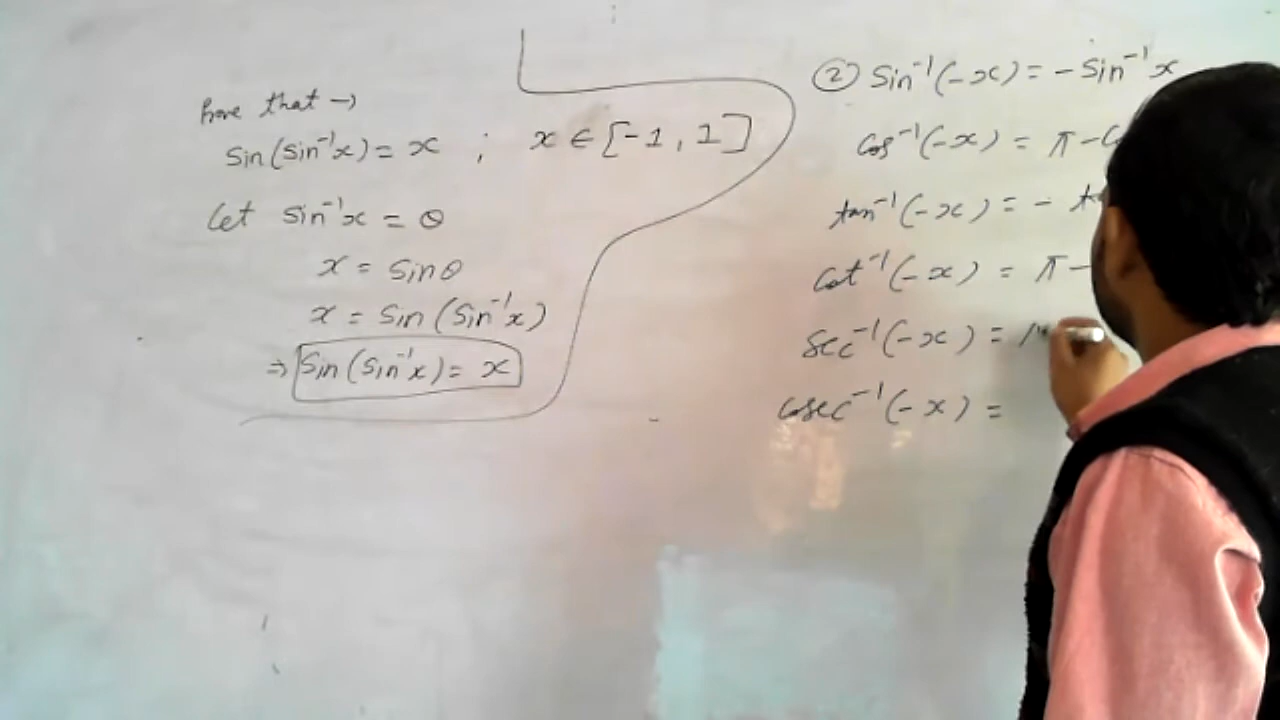 Prove that →
Sin(Sin⁻¹x) = x ; x ∈ [-1, 1]
Let Sin⁻¹x = θ
x = Sinθ
x = Sin(Sin⁻¹x)
⇒ Sin(Sin⁻¹x) = x
② Sin⁻¹(-x) = -Sin⁻¹x
Cos⁻¹(-x) = π -
tan⁻¹(-x) = -
Cot⁻¹(-x) = π -
Sec⁻¹(-x) =
Cosec⁻¹(-x) =